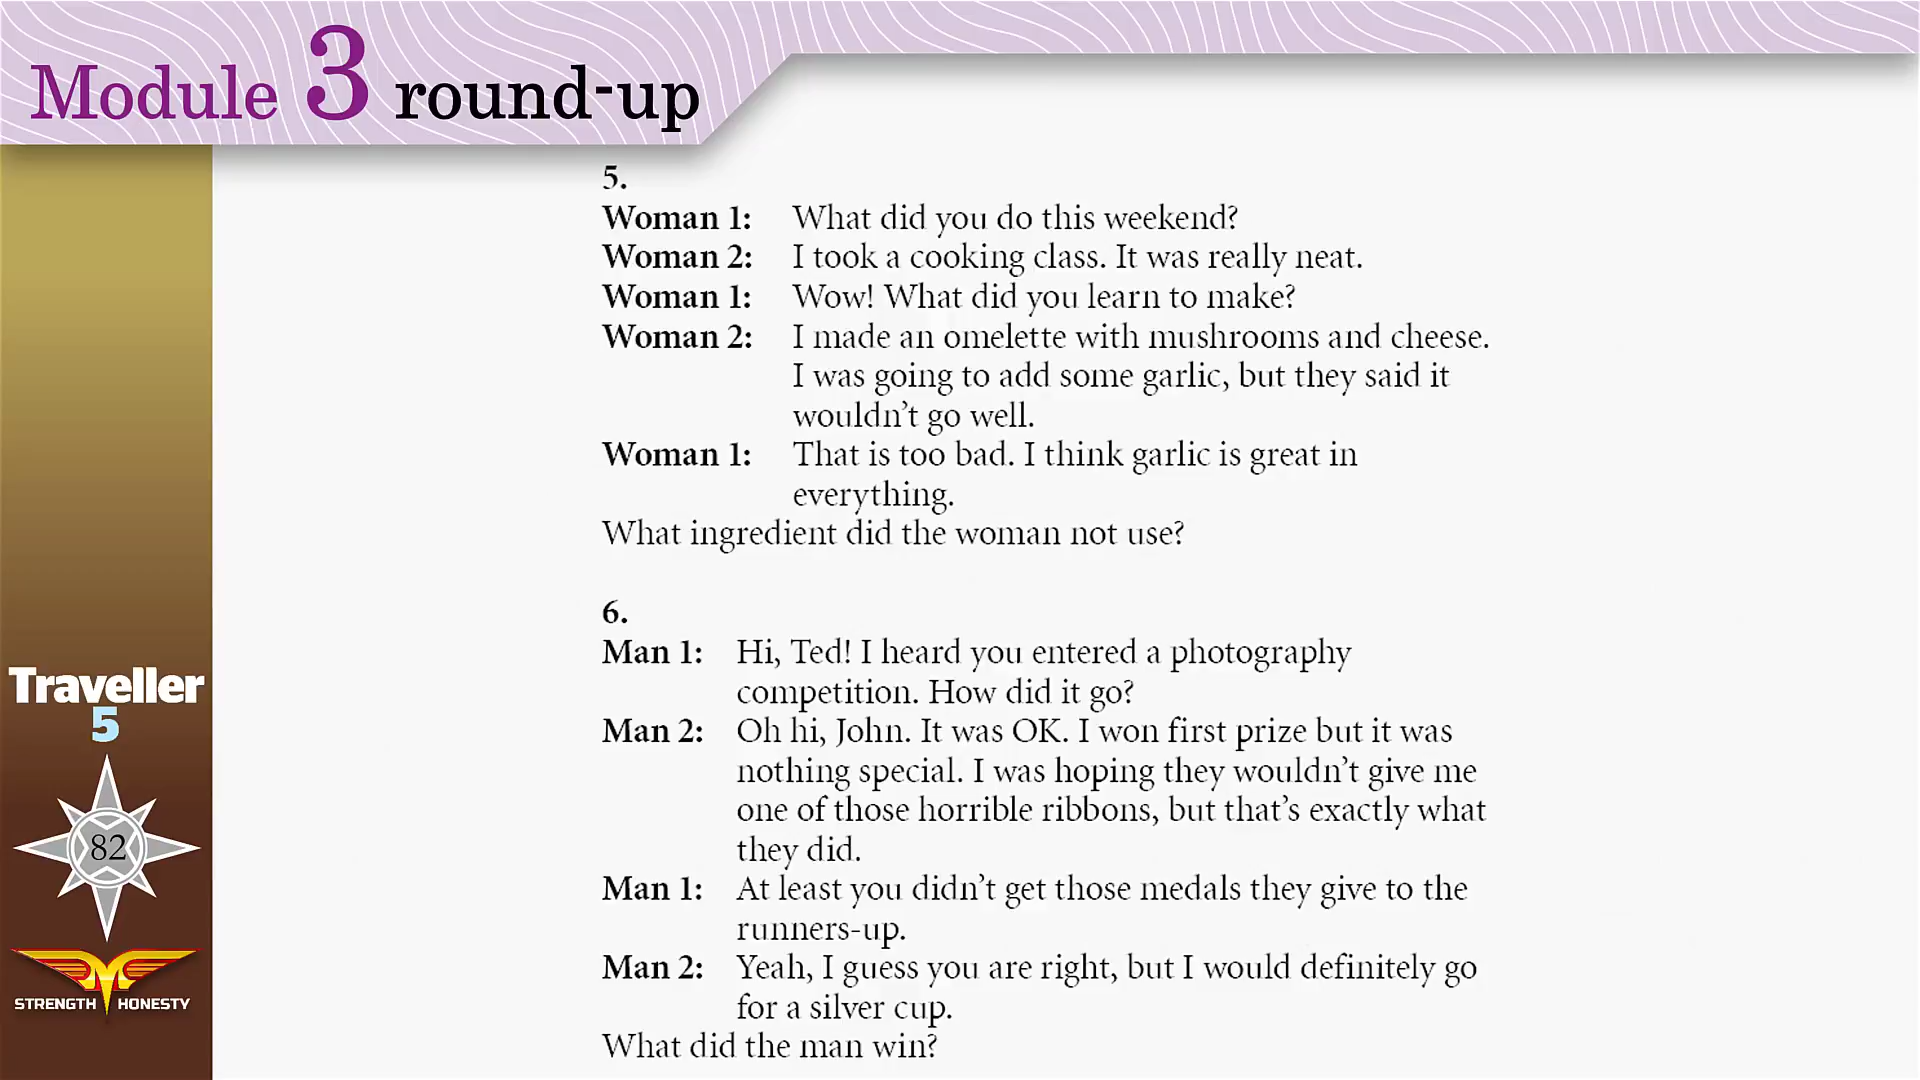 Module 3 round-up
5.
Woman 1: What did you do this weekend?
Woman 2: I took a cooking class. It was really neat.
Woman 1: Wow! What did you learn to make?
Woman 2: I made an omelette with mushrooms and cheese.
I was going to add some garlic, but they said it
wouldn't go well.
Woman 1: That is too bad. I think garlic is great in
everything.
What ingredient did the woman not use?
6.
Man 1: Hi, Ted! I heard you entered a photography
competition. How did it go?
Man 2: Oh hi, John. It was OK. I won first prize but it was
nothing special. I was hoping they wouldn't give me
one of those horrible ribbons, but that's exactly what
they did.
Man 1: At least you didn't get those medals they give to the
runners-up.
Man 2: Yeah, I guess you are right, but I would definitely go
for a silver cup.
What did the man win?
Traveller
5
82
STRENGTH HONESTY